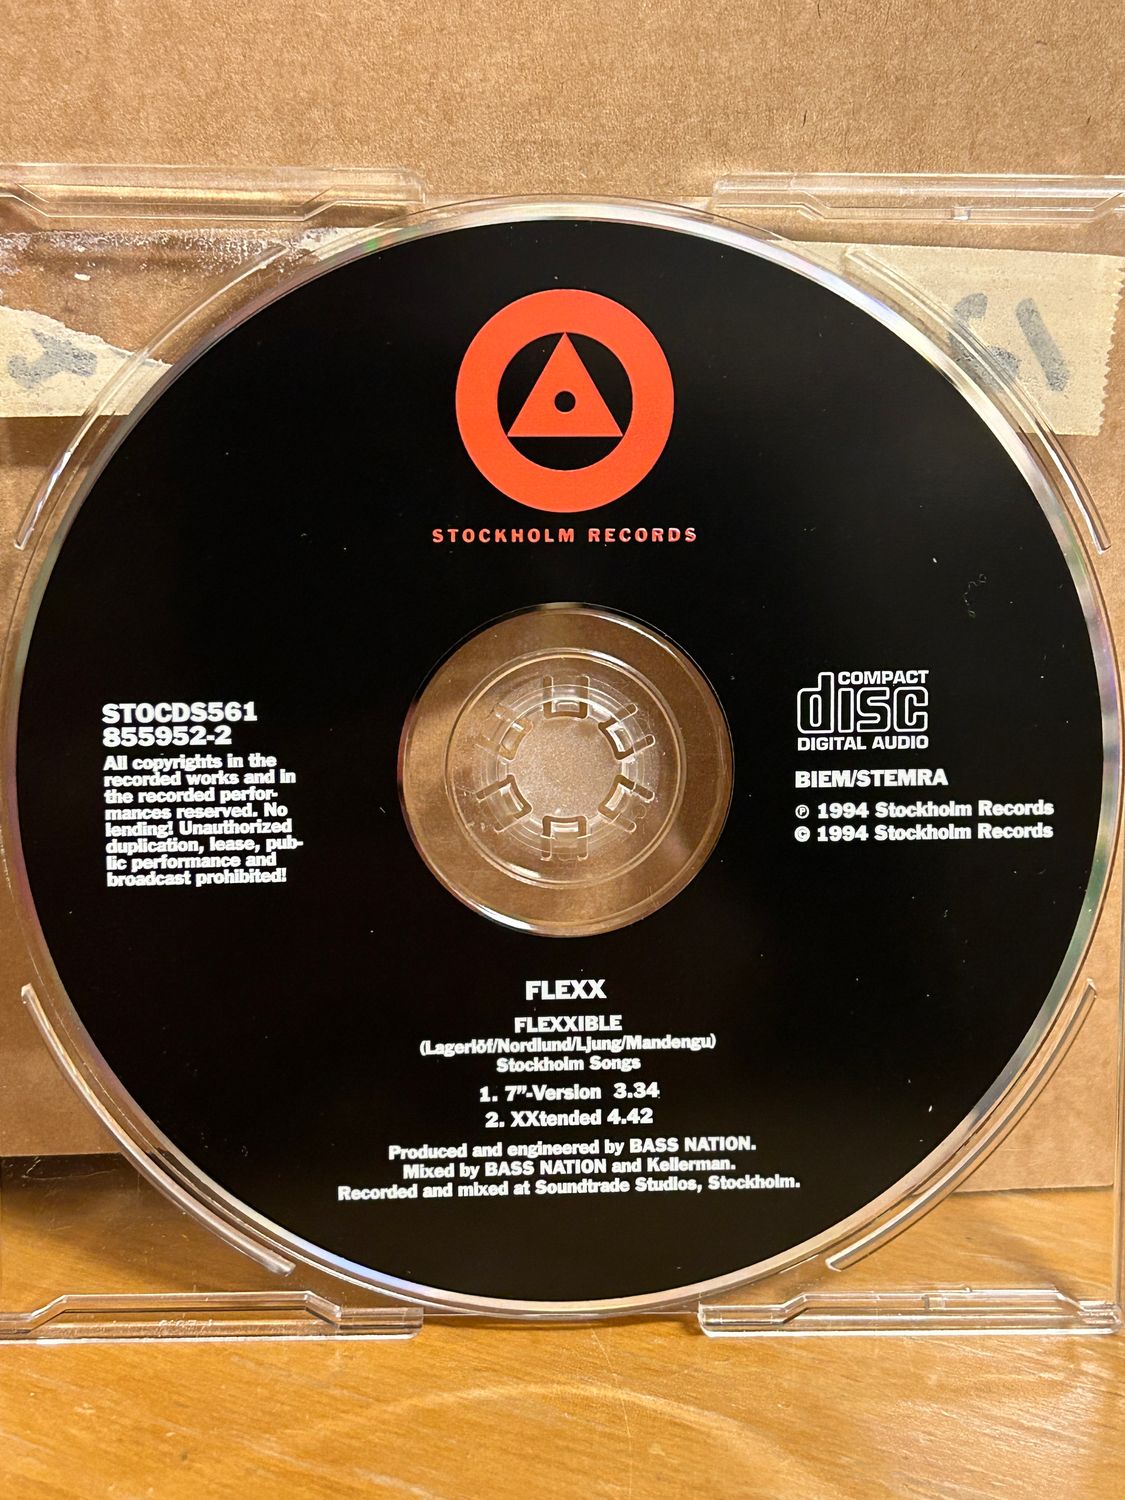 STOCKHOLM RECORDS
STOCDS561
855952-2
All copyrights in the
recorded works and in
the recorded perfor-
mances reserved. No
lending! Unauthorized
duplication, lease, pub-
lic performance and
broadcast prohibited!
COMPACT
disc
DIGITAL AUDIO
BIEM/STEMRA
℗ 1994 Stockholm Records
© 1994 Stockholm Records
FLEXX
FLEXXIBLE
(Lagerlöf/Nordlund/Ljung/Mandengu)
Stockholm Songs
1. 7"-Version 3.34
2. XXtended 4.42
Produced and engineered by BASS NATION.
Mixed by BASS NATION and Kellerman.
Recorded and mixed at Soundtrade Studios, Stockholm.